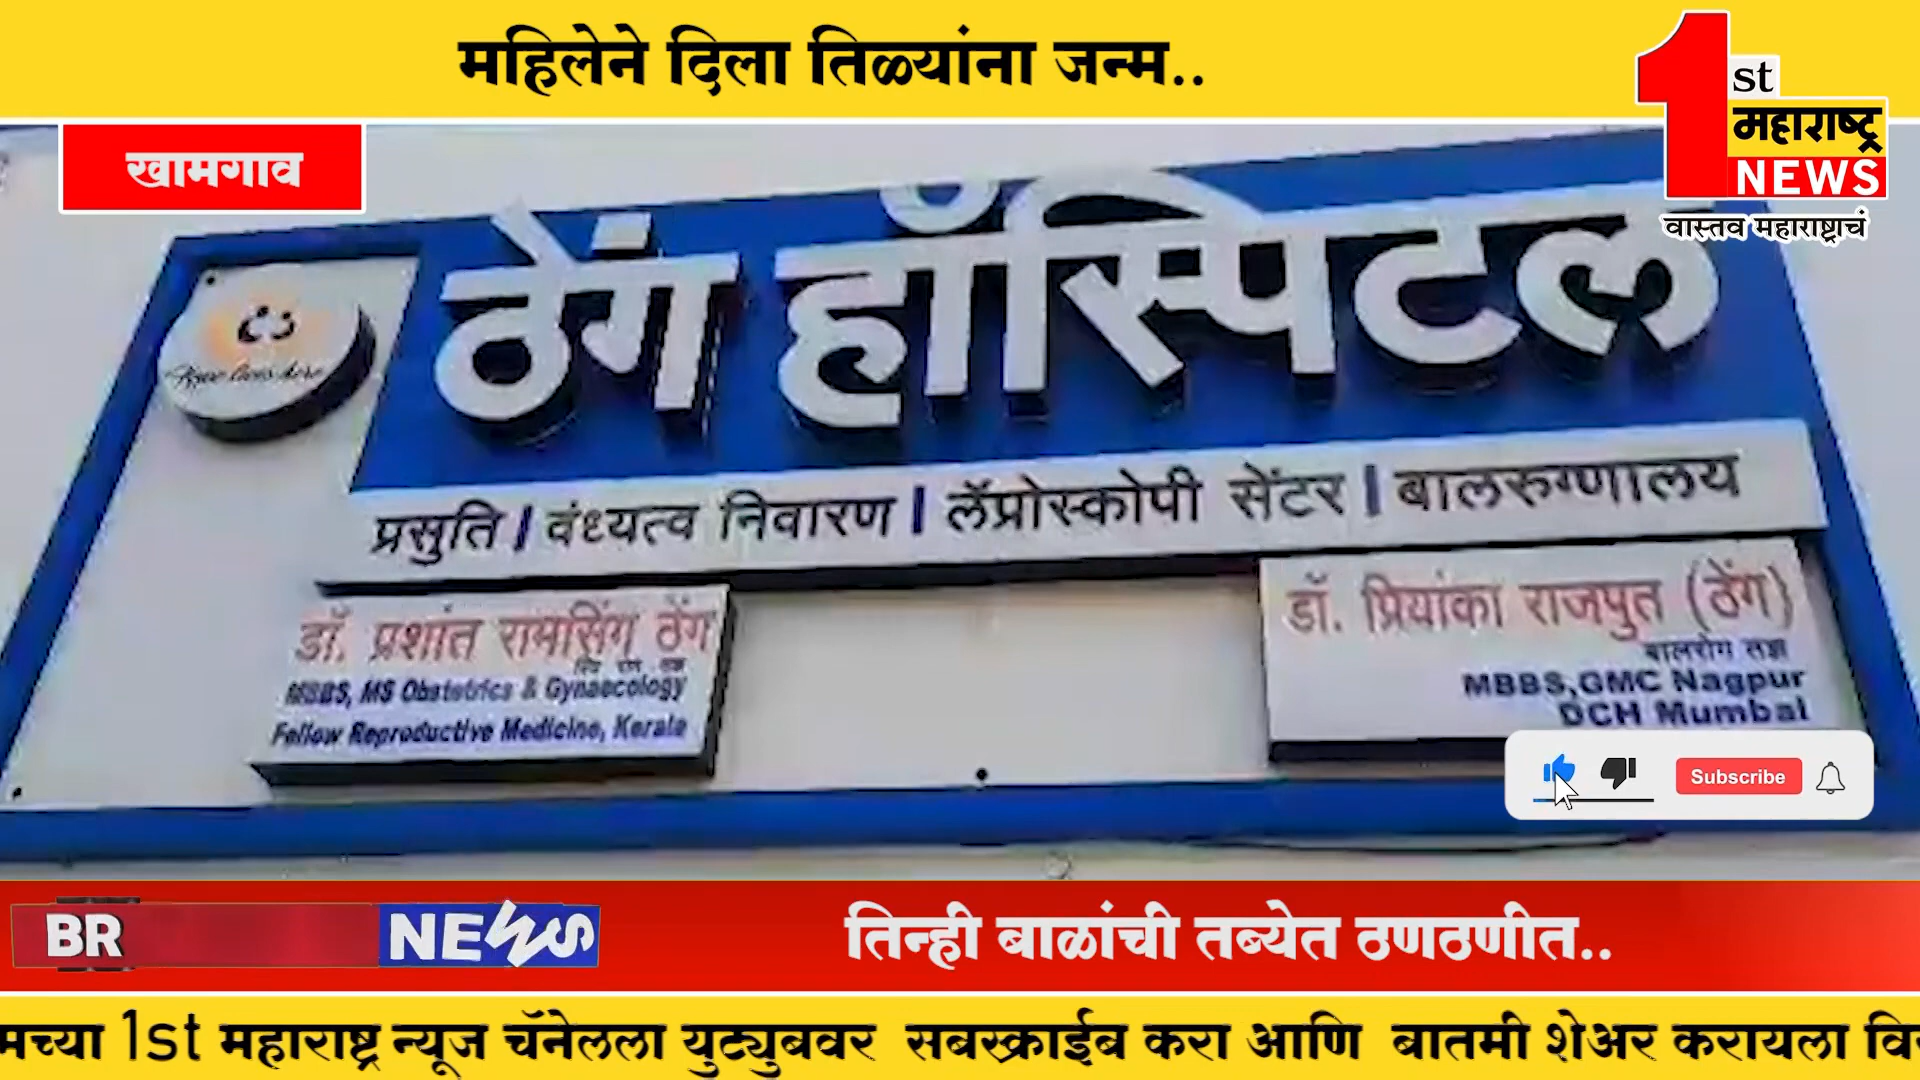 महिलेने दिला तिळ्यांना जन्म..
1st
महाराष्ट्र
NEWS
वास्तव महाराष्ट्राचं
खामगाव
ठेंग हॉस्पिटल
प्रसुति | वंध्यत्व निवारण | लॅप्रोस्कोपी सेंटर | बालरुग्णालय
डॉ. प्रशांत रामसिंग ठेंग
MBBS, MS Obstetrics & Gynaecology
Fellow Reproductive Medicine, Kerala
डॉ. प्रियांका राजपुत (ठेंग)
बालरोग तज्ञ
MBBS,GMC Nagpur
DCH Mumbai
Subscribe
BR NEWS
तिन्ही बाळांची तब्येत ठणठणीत..
मच्या 1st महाराष्ट्र न्यूज चॅनेलला युट्युबवर सबस्क्राईब करा आणि बातमी शेअर करायला वि